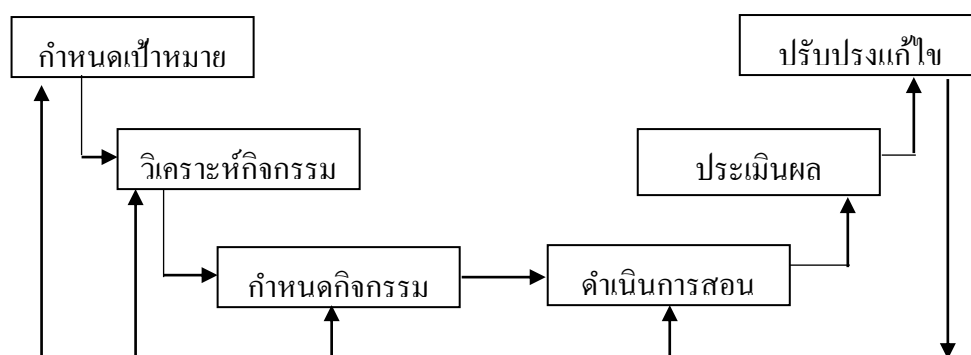 กำหนดเป้าหมาย
วิเคราะห์กิจกรรม
กำหนดกิจกรรม
ดำเนินการสอน
ประเมินผล
ปรับปรงแก้ไข